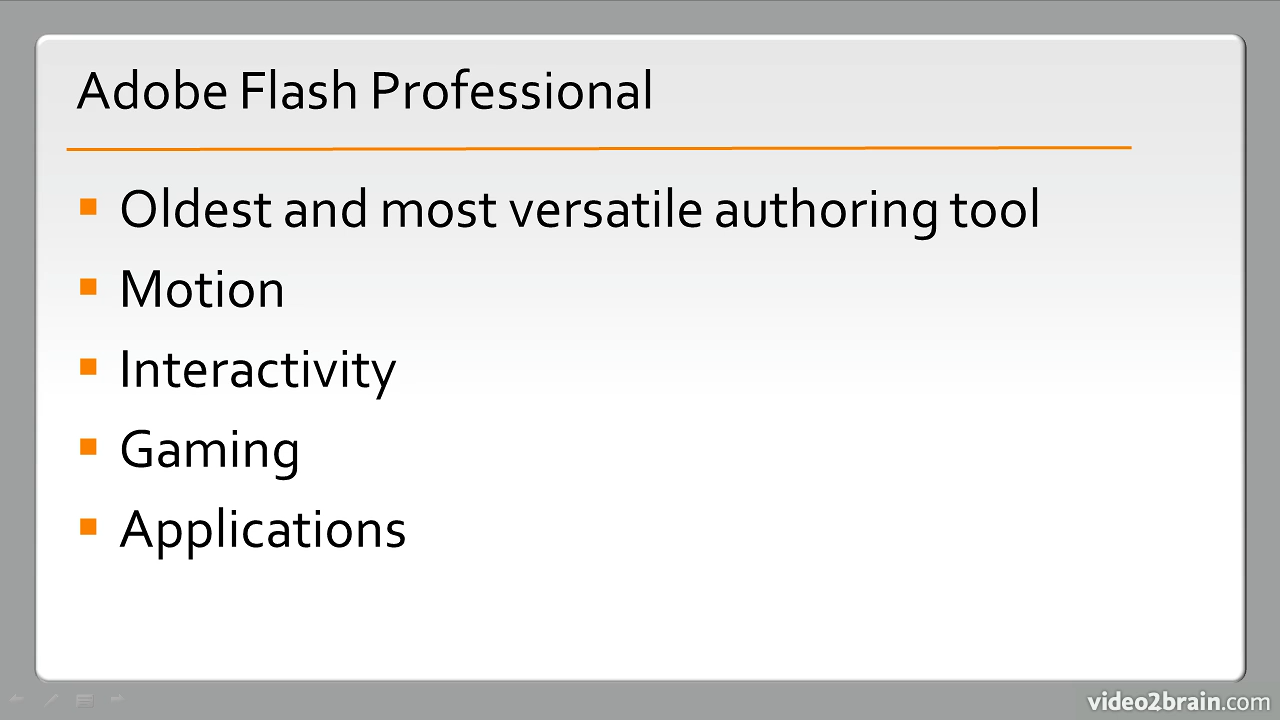 Adobe Flash Professional
Oldest and most versatile authoring tool
Motion
Interactivity
Gaming
Applications
video2brain.com